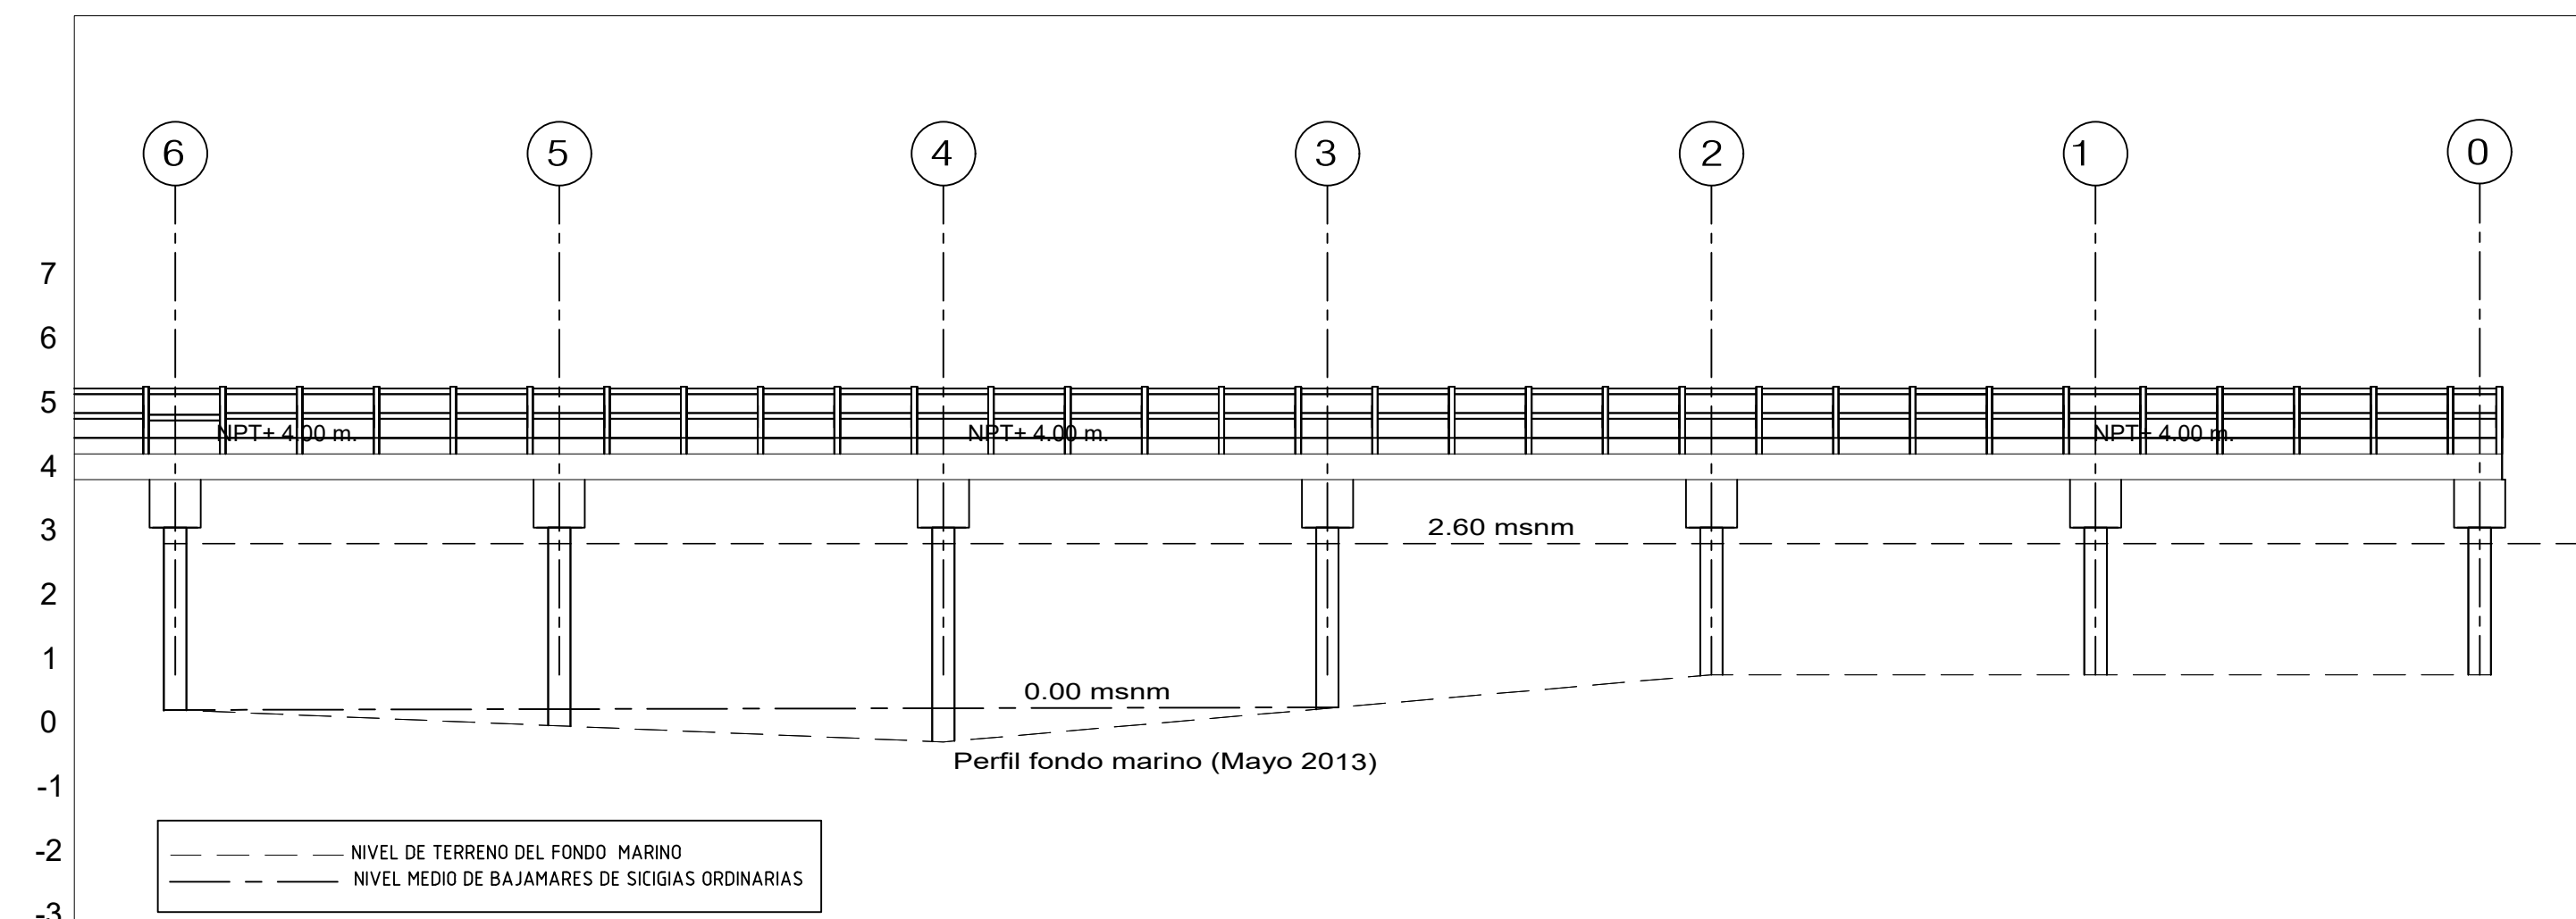 6 5 4 3 2 1 0
7
6
5
NPT+ 4.00 m. NPT+ 4.00 m. NPT+ 4.00 m.
4
3
2.60 msnm
2
1
0.00 msnm
0
Perfil fondo marino (Mayo 2013)
-1
-2
NIVEL DE TERRENO DEL FONDO MARINO
NIVEL MEDIO DE BAJAMARES DE SICIGIAS ORDINARIAS
-3